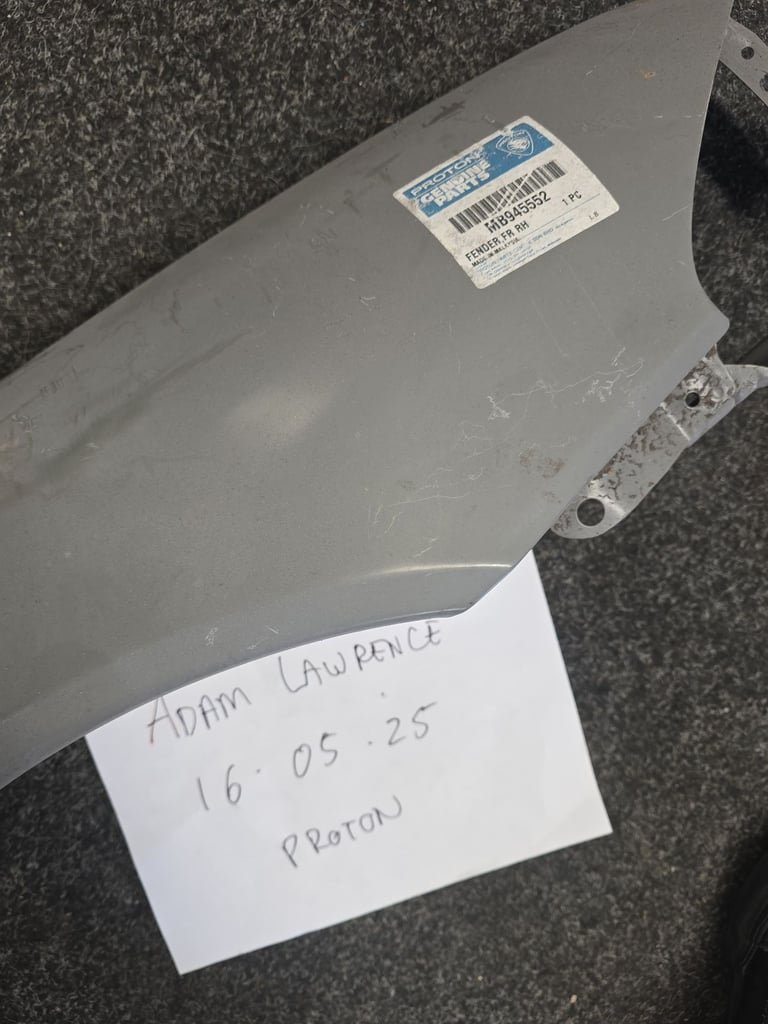 PROTON
GENUINE
PARTS
MB945552
1 PC
FENDER,FR RH
MADE IN MALAYSIA
ADAM LAWRENCE
16.05.25
PROTON